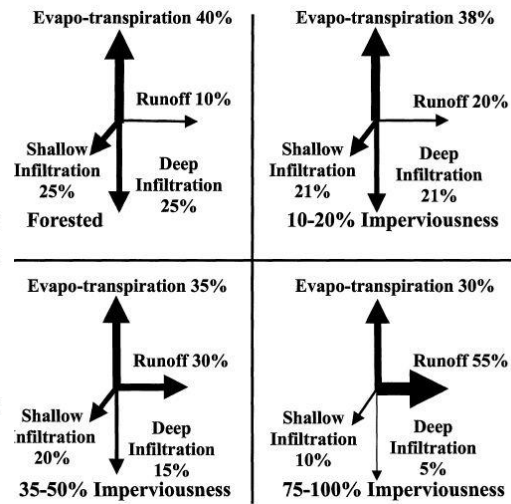 Evapo-transpiration 40%
Runoff 10%
Shallow
Infiltration
25%
Deep
Infiltration
25%
Forested
Evapo-transpiration 38%
Runoff 20%
Shallow
Infiltration
21%
Deep
Infiltration
21%
10-20% Imperviousness
Evapo-transpiration 35%
Runoff 30%
Shallow
Infiltration
20%
Deep
Infiltration
15%
35-50% Imperviousness
Evapo-transpiration 30%
Runoff 55%
Shallow
Infiltration
10%
Deep
Infiltration
5%
75-100% Imperviousness